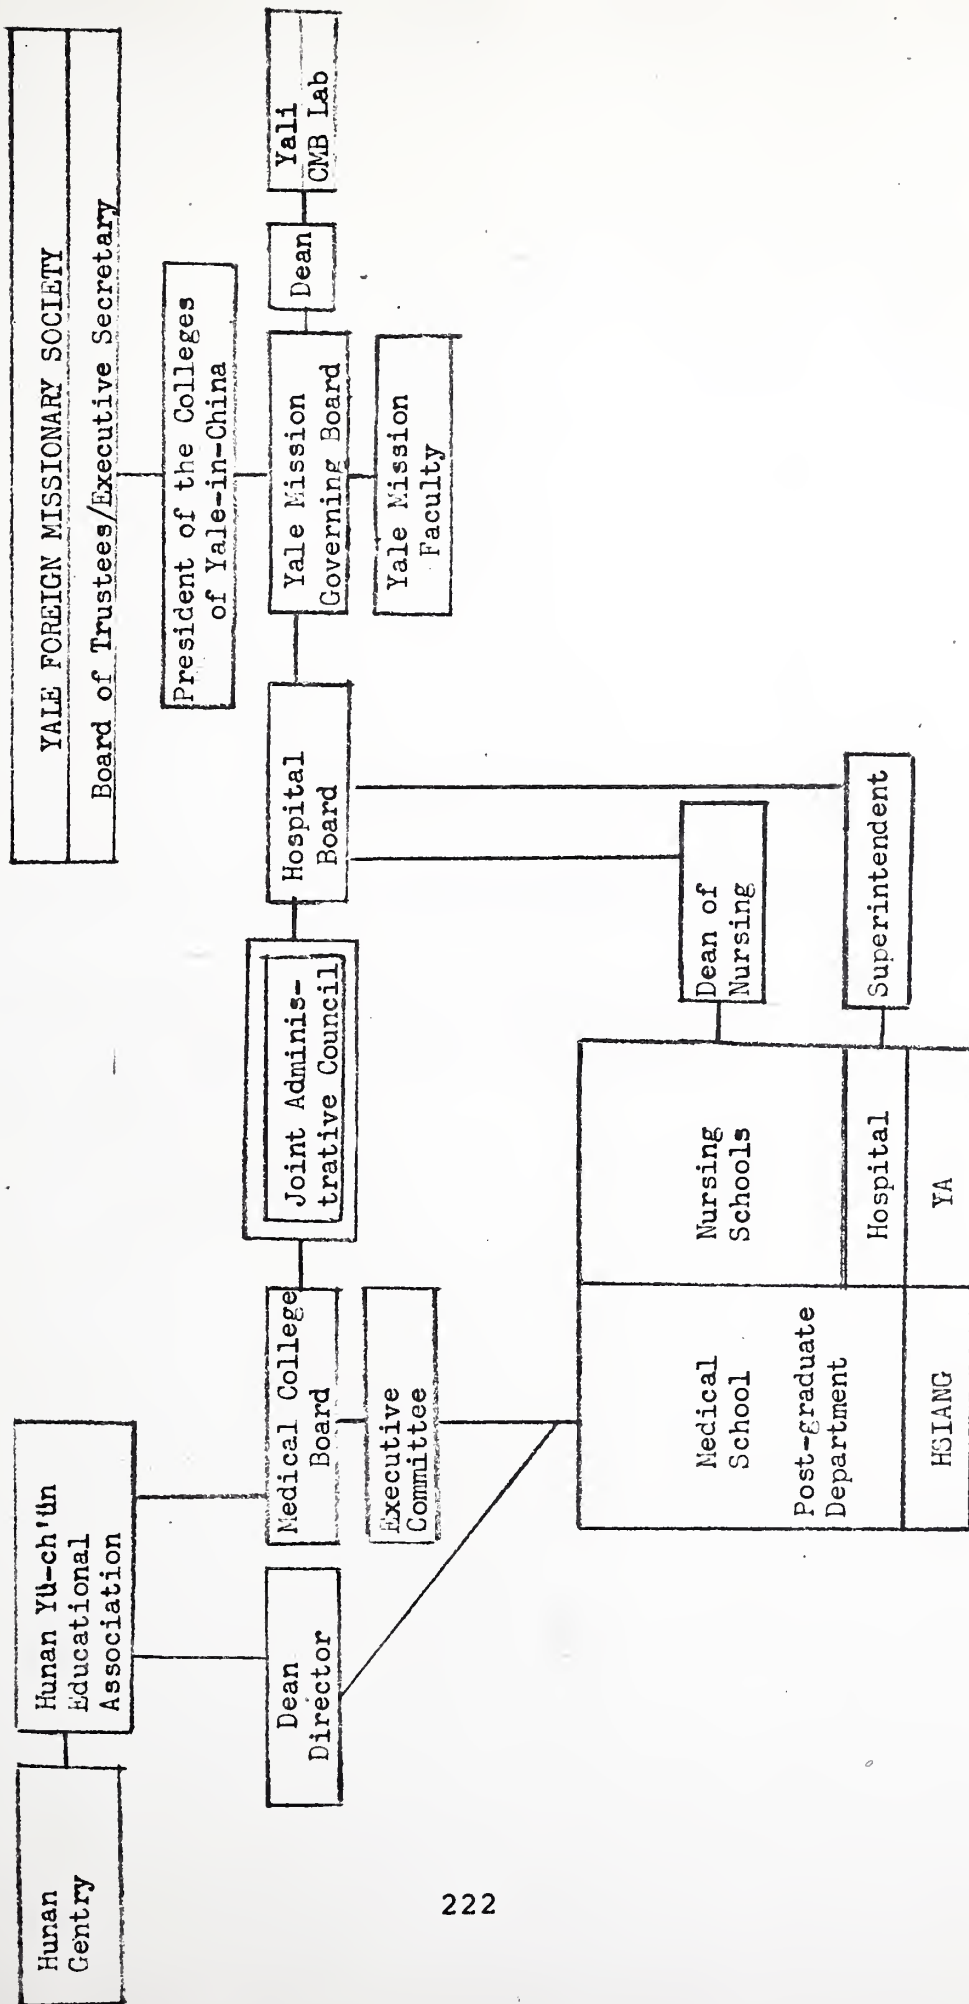 YALE FOREIGN MISSIONARY SOCIETY
Board of Trustees/Executive Secretary
Hunan
Gentry
Hunan Yü-ch'ün
Educational
Association
President of the Colleges
of Yale-in-China
Dean
Director
Medical College
Board
Joint Adminis-
trative Council
Hospital
Board
Yale Mission
Governing Board
Dean
Yali
CMB Lab
Executive
Committee
Yale Mission
Faculty
Dean of
Nursing
Superintendent
Medical
School
Post-graduate
Department
Nursing
Schools
Hospital
HSIANG
YA
222